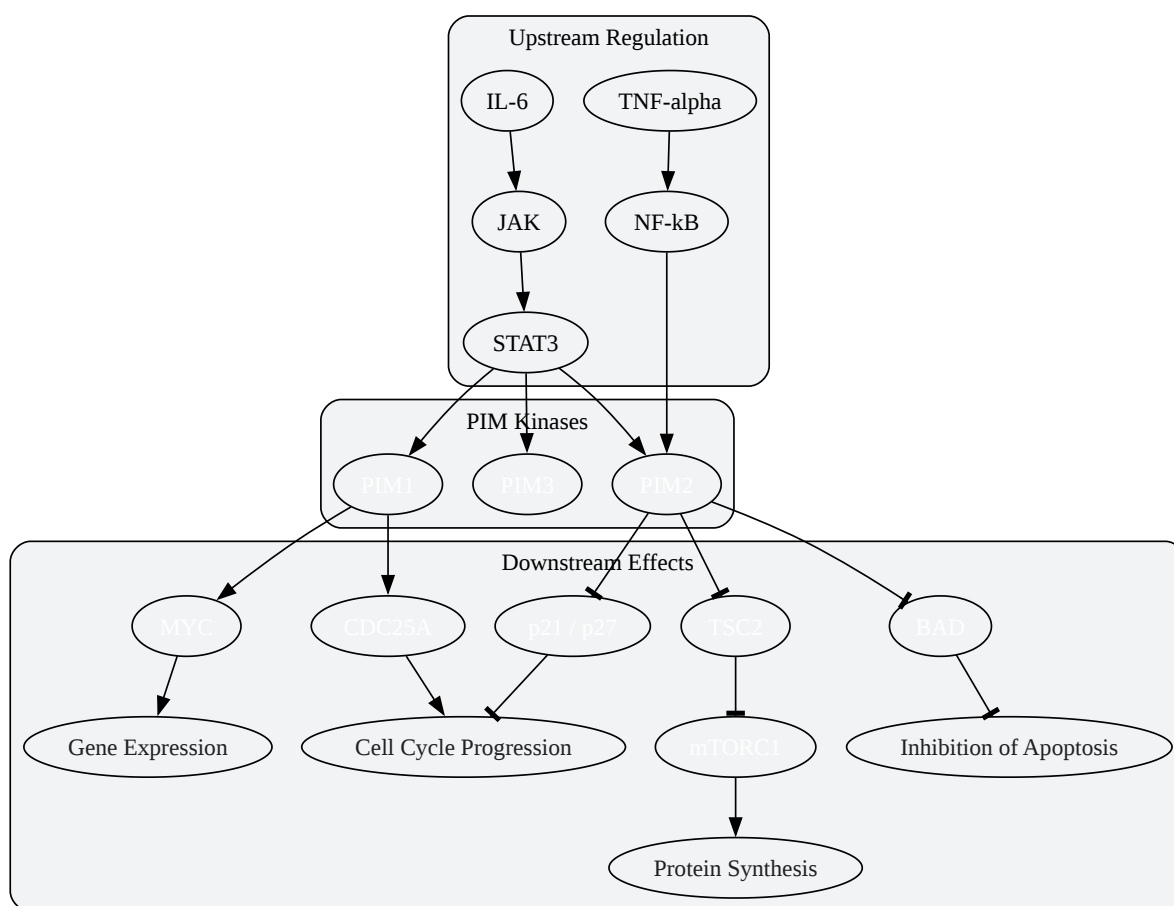 Upstream Regulation
IL-6
TNF-alpha
JAK
NF-kB
STAT3
PIM Kinases
PIM1
PIM3
PIM2
Downstream Effects
MYC
CDC25A
p21 / p27
TSC2
BAD
Gene Expression
Cell Cycle Progression
mTORC1
Inhibition of Apoptosis
Protein Synthesis